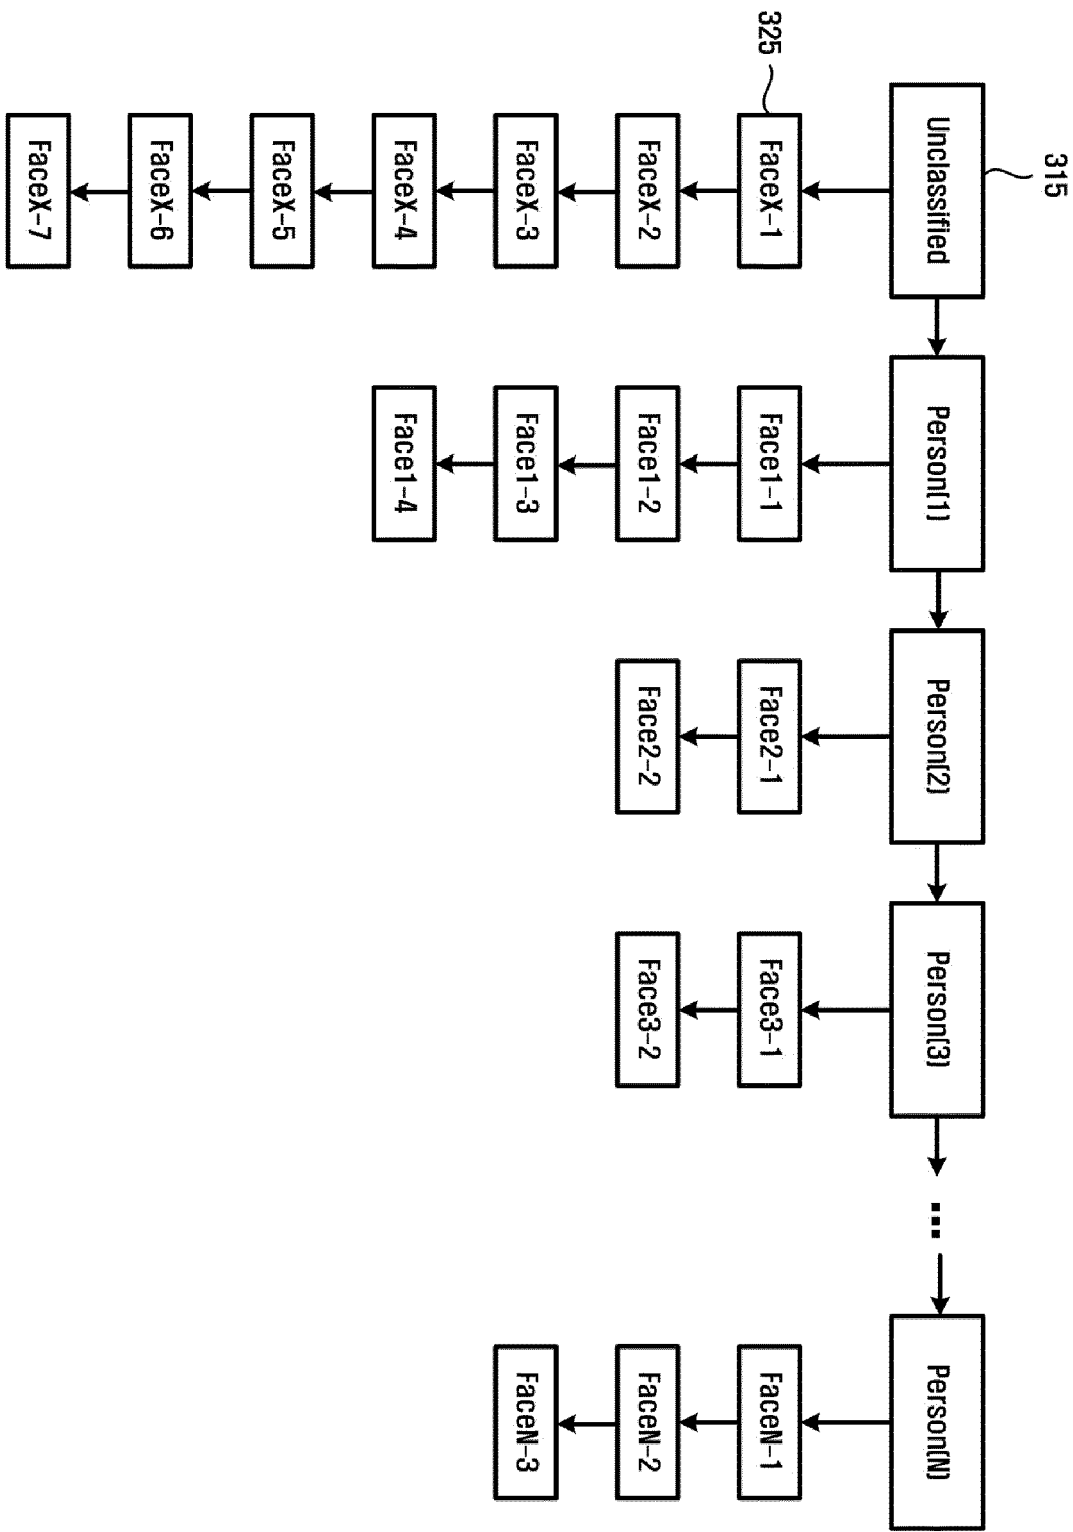 315
Unclassified
Person(1)
Person(2)
Person(3)
...
Person(N)
325
FaceX-1
Face1-1
Face2-1
Face3-1
FaceN-1
FaceX-2
Face1-2
Face2-2
Face3-2
FaceN-2
FaceX-3
Face1-3
FaceN-3
FaceX-4
Face1-4
FaceX-5
FaceX-6
FaceX-7